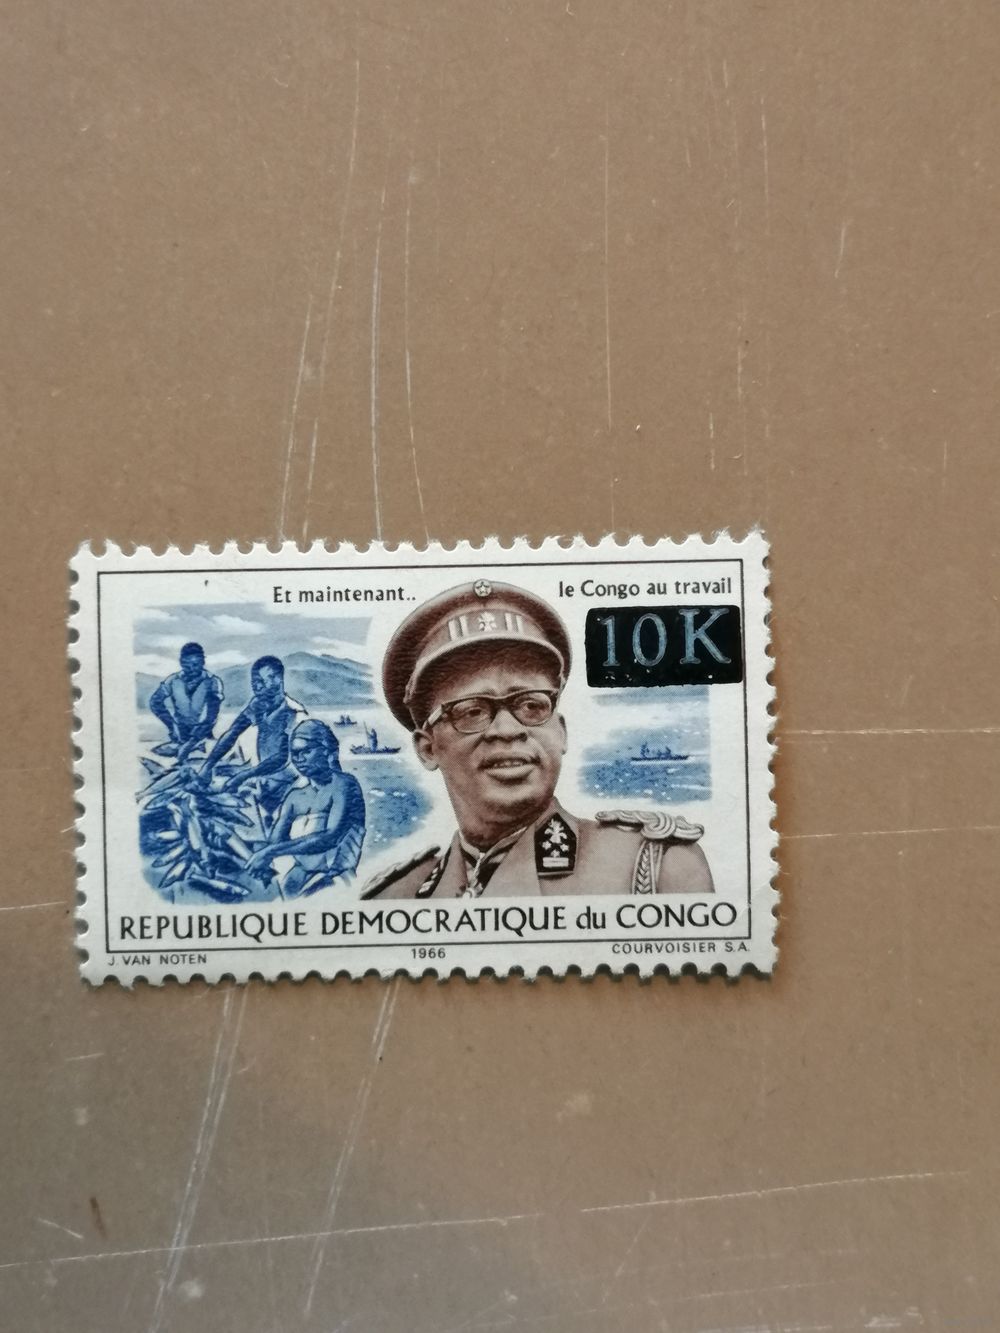 Et maintenant.. le Congo au travail
10K
REPUBLIQUE DEMOCRATIQUE du CONGO
J. VAN NOTEN 1966 COURVOISIER S.A.